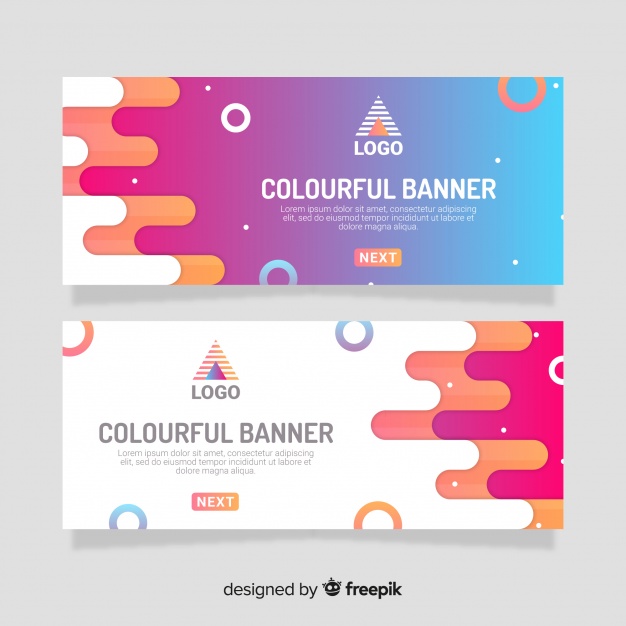 LOGO
COLOURFUL BANNER
Lorem ipsum dolor sit amet, consectetur adipiscing
elit, sed do eiusmod tempor incididunt ut labore et
dolore magna aliqua.
NEXT
LOGO
COLOURFUL BANNER
Lorem ipsum dolor sit amet, consectetur adipiscing
elit, sed do eiusmod tempor incididunt ut labore et
dolore magna aliqua.
NEXT
designed by freepik